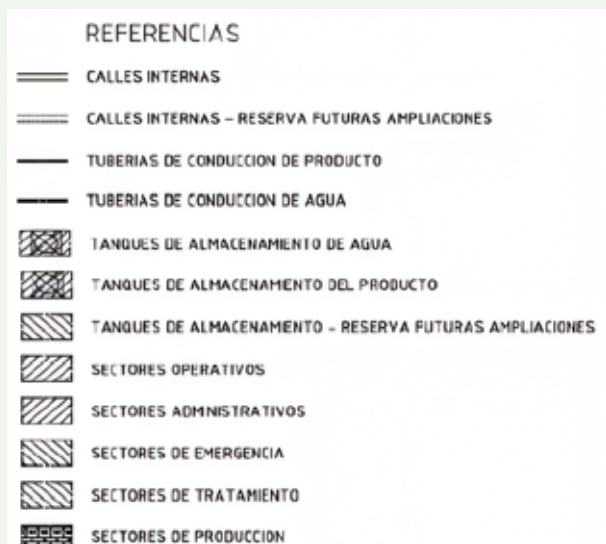 REFERENCIAS
CALLES INTERNAS
CALLES INTERNAS – RESERVA FUTURAS AMPLIACIONES
TUBERIAS DE CONDUCCION DE PRODUCTO
TUBERIAS DE CONDUCCION DE AGUA
TANQUES DE ALMACENAMIENTO DE AGUA
TANQUES DE ALMACENAMIENTO DEL PRODUCTO
TANQUES DE ALMACENAMIENTO – RESERVA FUTURAS AMPLIACIONES
SECTORES OPERATIVOS
SECTORES ADMNISTRATIVOS
SECTORES DE EMERGENCIA
SECTORES DE TRATAMIENTO
SECTORES DE PRODUCCION